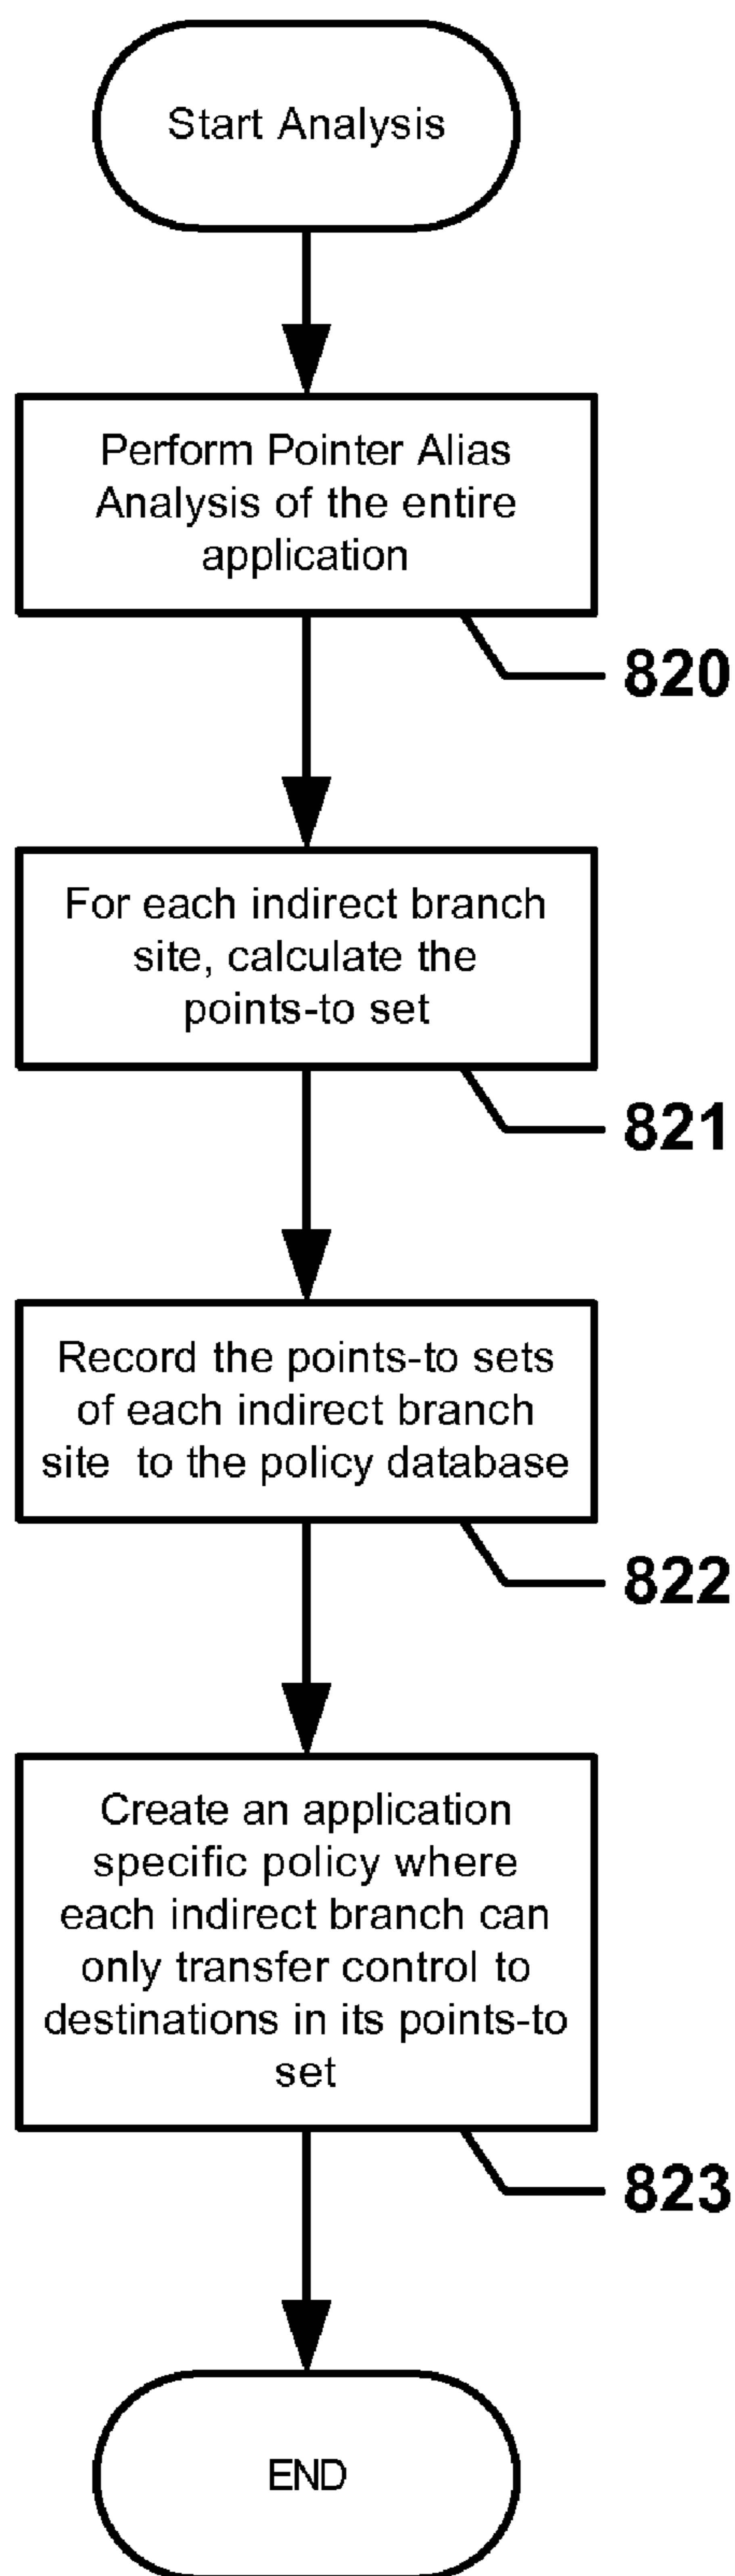 Start Analysis
Perform Pointer Alias
Analysis of the entire
application
820
For each indirect branch
site, calculate the
points-to set
821
Record the points-to sets
of each indirect branch
site  to the policy database
822
Create an application
specific policy where
each indirect branch can
only transfer control to
destinations in its points-to
set
823
END